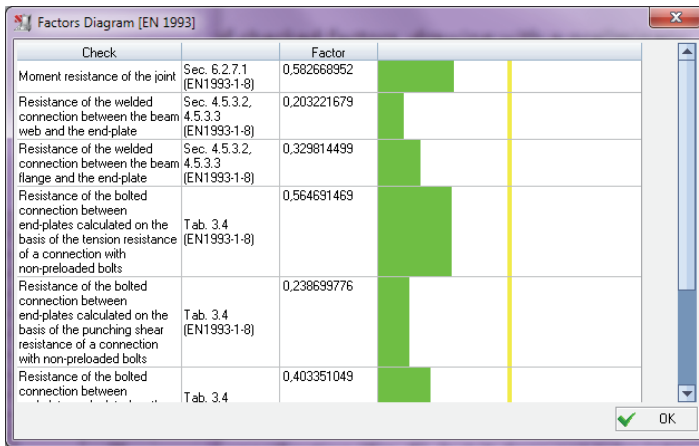 Factors Diagram [EN 1993]
Check Factor
Moment resistance of the joint Sec. 6.2.7.1 0,582668952
(EN1993-1-8)
Resistance of the welded Sec. 4.5.3.2, 0,203221679
connection between the beam 4.5.3.3
web and the end-plate (EN1993-1-8)
Resistance of the welded Sec. 4.5.3.2, 0,329814499
connection between the beam 4.5.3.3
flange and the end-plate (EN1993-1-8)
Resistance of the bolted 0,564691469
connection between
end-plates calculated on the Tab. 3.4
basis of the tension resistance (EN1993-1-8)
of a connection with
non-preloaded bolts
Resistance of the bolted 0,238699776
connection between
end-plates calculated on the Tab. 3.4
basis of the punching shear (EN1993-1-8)
resistance of a connection
with non-preloaded bolts
Resistance of the bolted 0,403351049
connection between
Tab. 3.4
OK